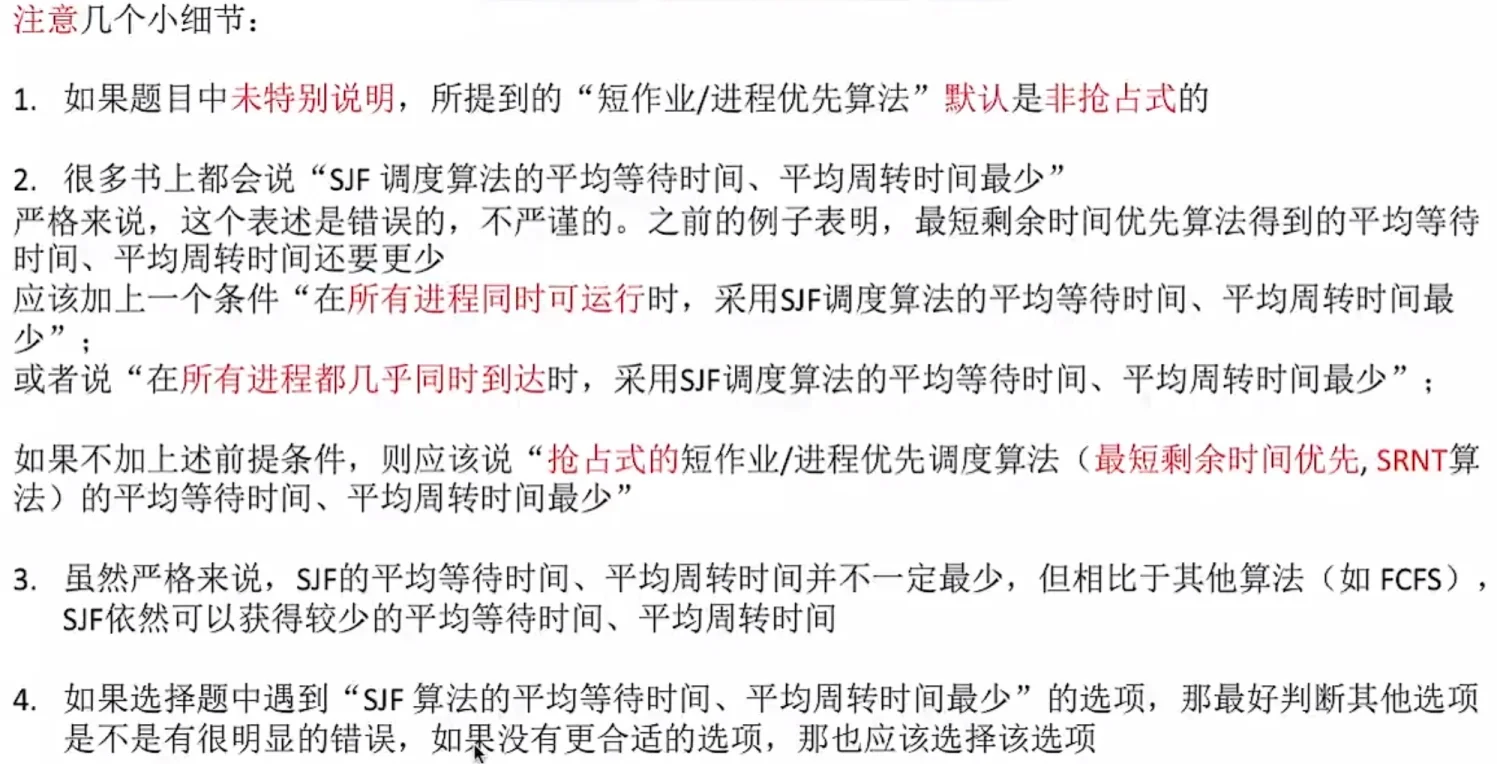 注意几个小细节：
1. 如果题目中未特别说明，所提到的“短作业/进程优先算法”默认是非抢占式的
2. 很多书上都会说“SJF 调度算法的平均等待时间、平均周转时间最少”
严格来说，这个表述是错误的，不严谨的。之前的例子表明，最短剩余时间优先算法得到的平均等待
时间、平均周转时间还要更少
应该加上一个条件“在所有进程同时可运行时，采用SJF调度算法的平均等待时间、平均周转时间最
少”；
或者说“在所有进程都几乎同时到达时，采用SJF调度算法的平均等待时间、平均周转时间最少”；
如果不加上述前提条件，则应该说“抢占式的短作业/进程优先调度算法（最短剩余时间优先, SRNT算
法）的平均等待时间、平均周转时间最少”
3. 虽然严格来说，SJF的平均等待时间、平均周转时间并不一定最少，但相比于其他算法（如 FCFS），
SJF依然可以获得较少的平均等待时间、平均周转时间
4. 如果选择题中遇到“SJF 算法的平均等待时间、平均周转时间最少”的选项，那最好判断其他选项
是不是有很明显的错误，如果没有更合适的选项，那也应该选择该选项